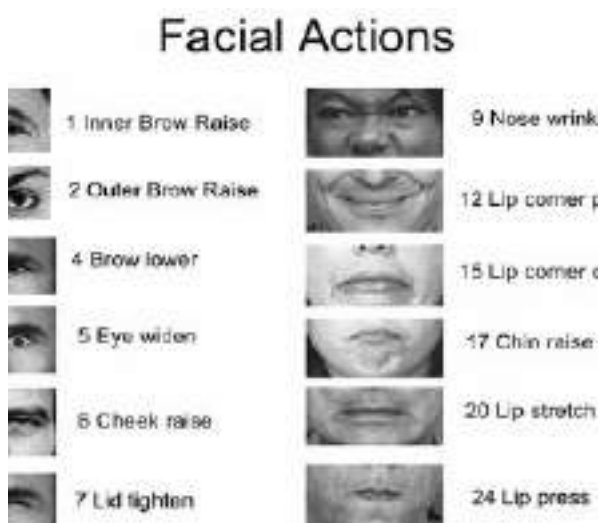 Facial Actions
1 Inner Brow Raise
2 Outer Brow Raise
4 Brow lower
5 Eye widen
6 Cheek raise
7 Lid tighten
9 Nose wrink
12 Lip corner p
15 Lip corner d
17 Chin raise
20 Lip stretch
24 Lip press